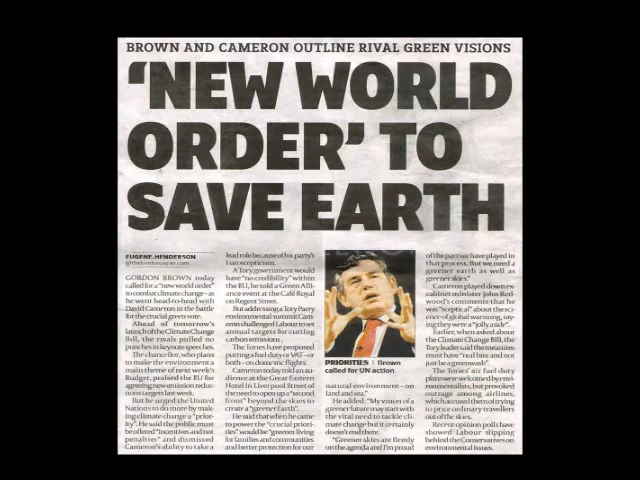 BROWN AND CAMERON OUTLINE RIVAL GREEN VISIONS
'NEW WORLD
ORDER' TO
SAVE EARTH
EUGENE.HENDERSON
@thelondonpaper.com
GORDON BROWN today
called for a "new world order"
to combat climate change – as
he went head-to-head with
David Cameron in the battle
for the crucial green vote.
Ahead of tomorrow's
launch of the Climate Change
Bill, the rivals pulled no
punches in keynote speeches.
The chancellor, who plans
to make the environment a
main theme of next week's
Budget, praised the EU for
agreeing new emission reduc-
tions targets last week.
But he urged the United
Nations to do more by mak-
ing climate change a "prior-
ity". He said the public must
be offered "incentives and not
penalties" and dismissed
Cameron's ability to take a
lead role because of his party's
Euroscepticism.
A Tory government would
have "no credibility" within
the EU, he told a Green Alli-
ance event at the Café Royal
on Regent Street.
But addressing a Tory Party
environmental summit Cam-
eron challenged Labour to set
annual targets for cutting
carbon emissions.
The Tories have proposed
putting a fuel duty or VAT – or
both – on domestic flights.
Cameron today told an au-
dience at the Great Eastern
Hotel in Liverpool Street of
the need to open up a "second
front" beyond the skies to
create a "greener Earth".
He said that when he came
to power the "crucial priori-
ties" would be "greener living
for families and communities
and better protection for our
PRIORITIES | Brown
called for UN action
natural environment – on
land and sea."
He added: "My vision of a
greener future may start with
the vital need to tackle cli-
mate change but it certainly
doesn't end there.
"Greener skies are firmly
on the agenda and I'm proud
of the part we have played in
that process. But we need a
greener earth as well as
greener skies."
Cameron played down ex-
cabinet minister John Red-
wood's comments that he
was "sceptical" about the sci-
ence of global warming, say-
ing they were a "jolly aside".
Earlier, when asked about
the Climate Change Bill, the
Tory leader said the measures
must have "real bite and not
just be a greenwash".
The Tories' air fuel duty
plans were welcomed by envi-
ronmentalists, but provoked
outrage among airlines,
which accused them of trying
to price ordinary travellers
out of the skies.
Recent opinion polls have
showed Labour slipping
behind the Conservatives on
environmental issues.